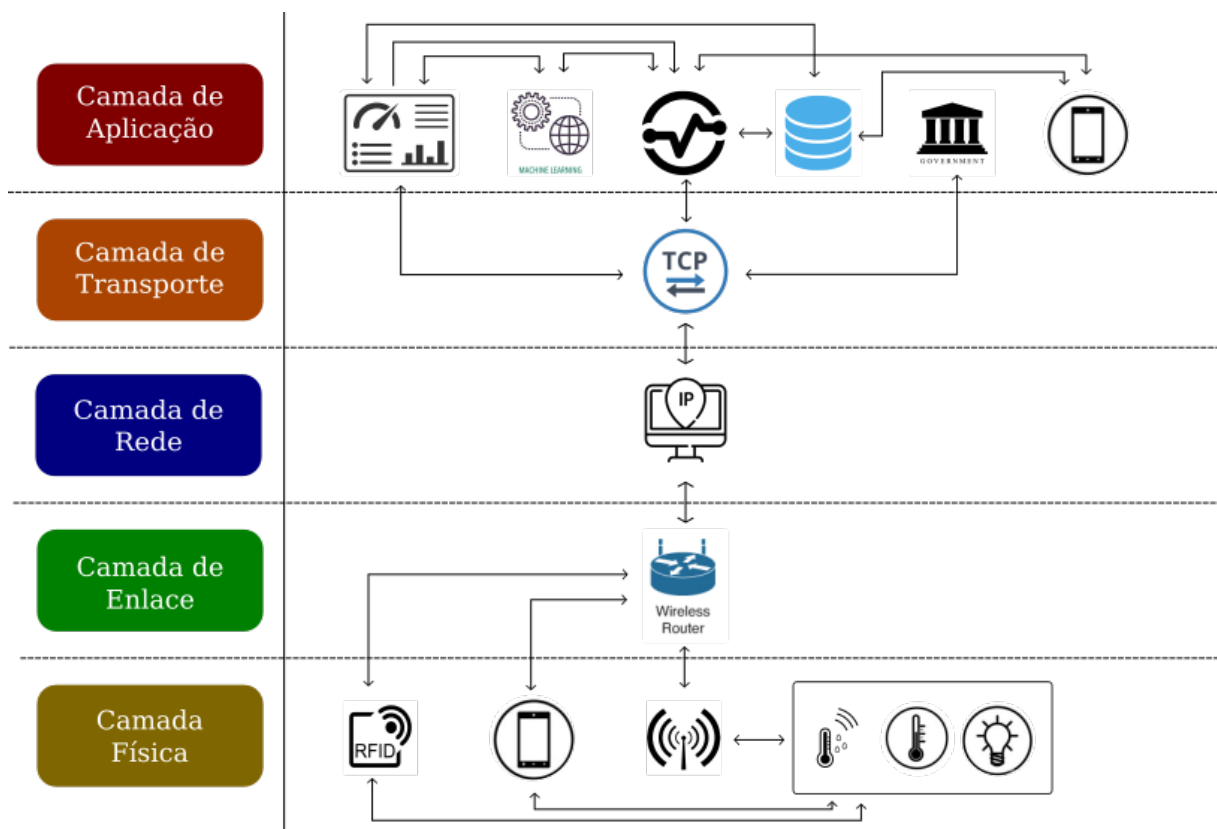 Camada de
Aplicação
MACHINE LEARNING
GOVERNMENT
Camada de
Transporte
TCP
Camada de
Rede
IP
Camada de
Enlace
Wireless
Router
Camada
Física
RFID